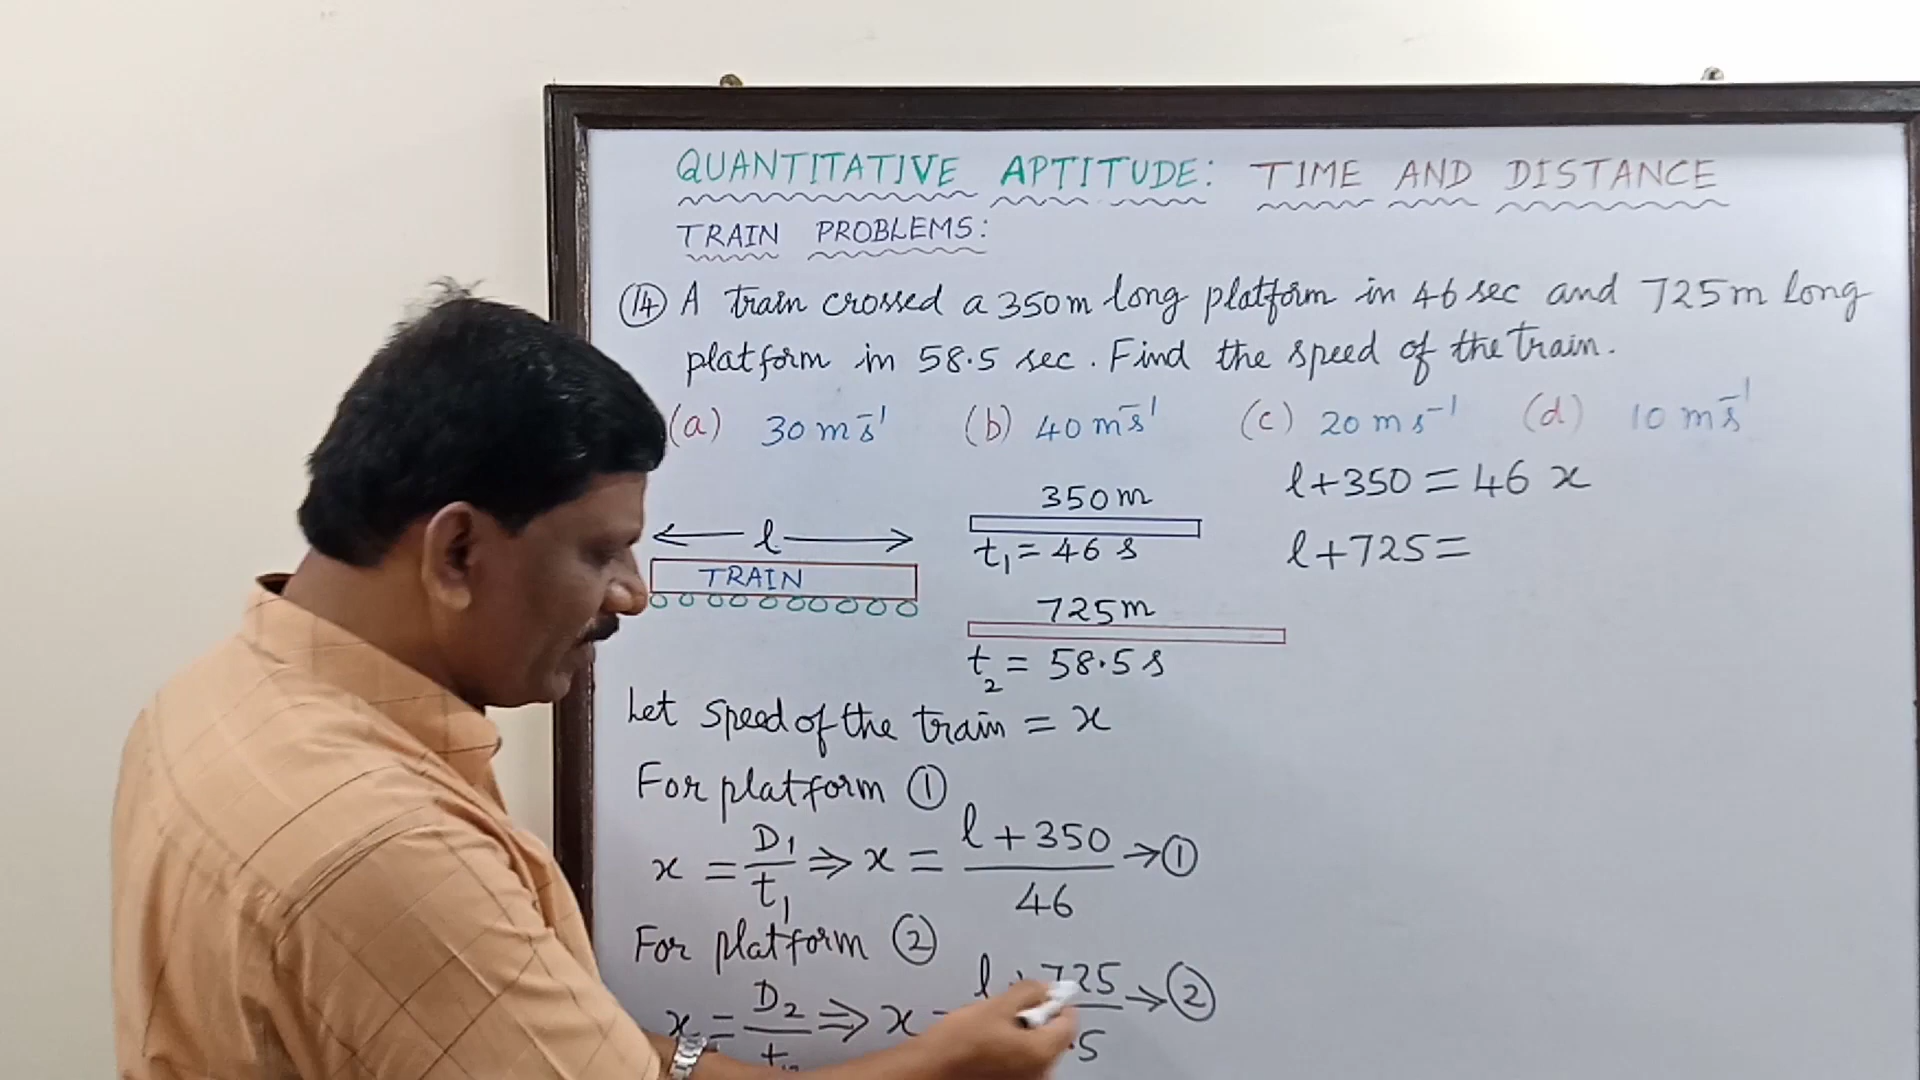 QUANTITATIVE APTITUDE: TIME AND DISTANCE
TRAIN PROBLEMS:
(14) A train crossed a 350m long platform in 46 sec and 725m long
platform in 58.5 sec. Find the speed of the train.
(a) 30 ms⁻¹ (b) 40 ms⁻¹ (c) 20 ms⁻¹ (d) 10 ms⁻¹
l
TRAIN
350m
t₁ = 46 s
725m
t₂ = 58.5 s
l+350 = 46 x
l+725 =
Let speed of the train = x
For platform ①
x = D₁/t₁ ⇒ x = (l + 350)/46 → ①
For platform ②
x = D₂/t ⇒ x = l + 725/ .5 → ②